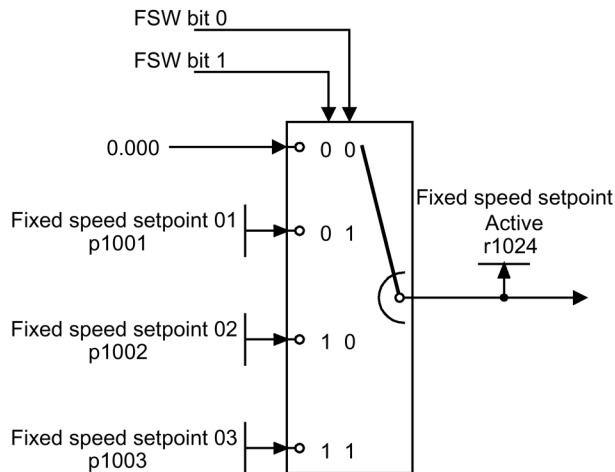 FSW bit 0
FSW bit 1
0.000
0 0
Fixed speed setpoint 01
p1001
0 1
Fixed speed setpoint
Active
r1024
Fixed speed setpoint 02
p1002
1 0
Fixed speed setpoint 03
p1003
1 1